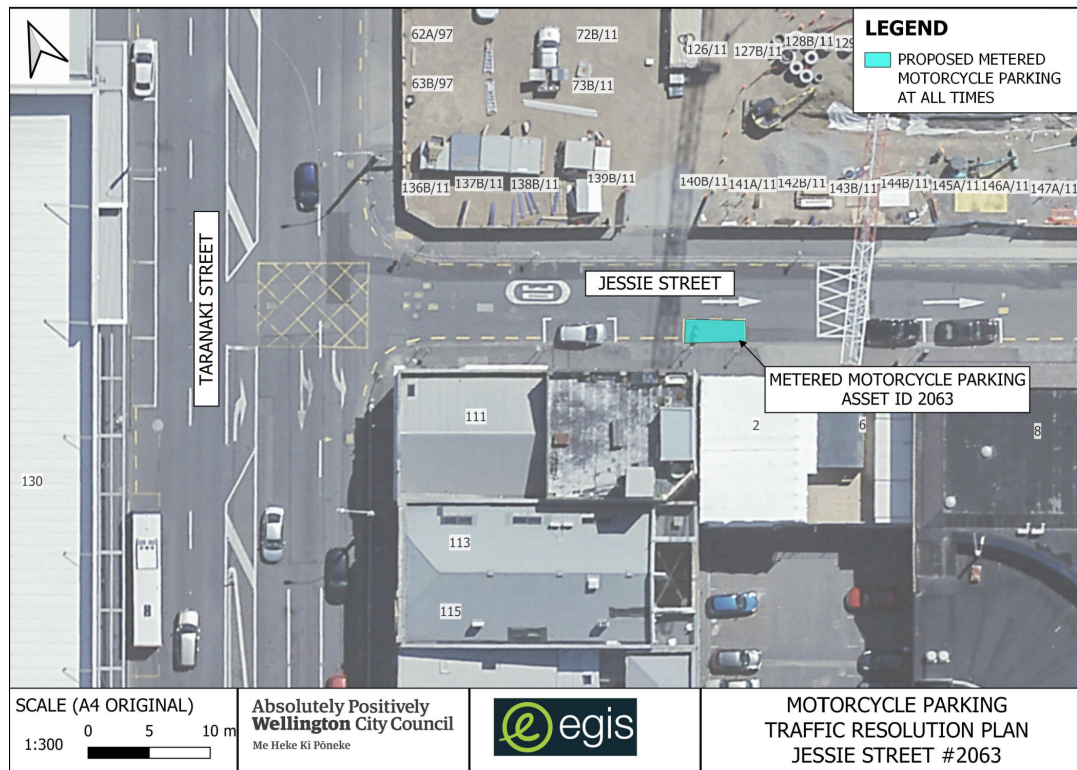 62A/97
72B/11
126/11
127B/11
128B/11
129
LEGEND
PROPOSED METERED
MOTORCYCLE PARKING
AT ALL TIMES
63B/97
73B/11
136B/11
137B/11
138B/11
139B/11
140B/11
141A/11
142B/11
143B/11
144B/11
145A/11
146A/11
147A/11
TARANAKI STREET
JESSIE STREET
30
METERED MOTORCYCLE PARKING
ASSET ID 2063
111
2
6
8
130
113
115
SCALE (A4 ORIGINAL)
0 5 10 m
1:300
Absolutely Positively
Wellington City Council
Me Heke Ki Pōneke
e egis
MOTORCYCLE PARKING
TRAFFIC RESOLUTION PLAN
JESSIE STREET #2063